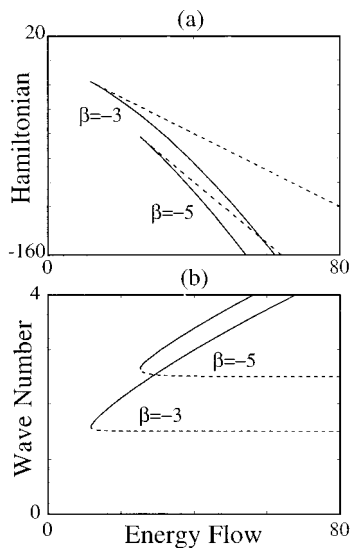 (a)
20
Hamiltonian
β=−3
β=−5
-160
0
80
(b)
4
Wave Number
β=−5
β=−3
0
0
Energy Flow
80